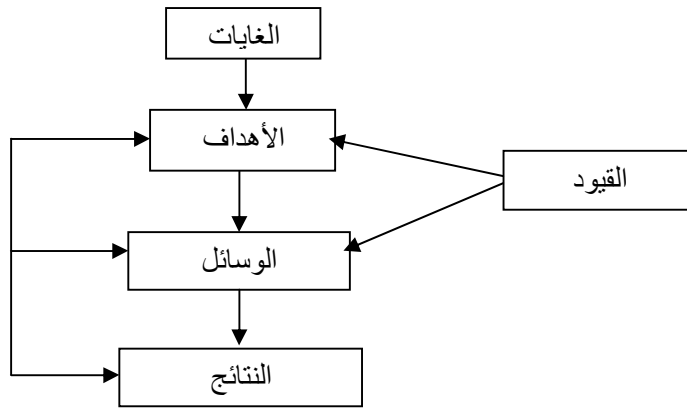 الغايات
الأهداف
القيود
الوسائل
النتائج